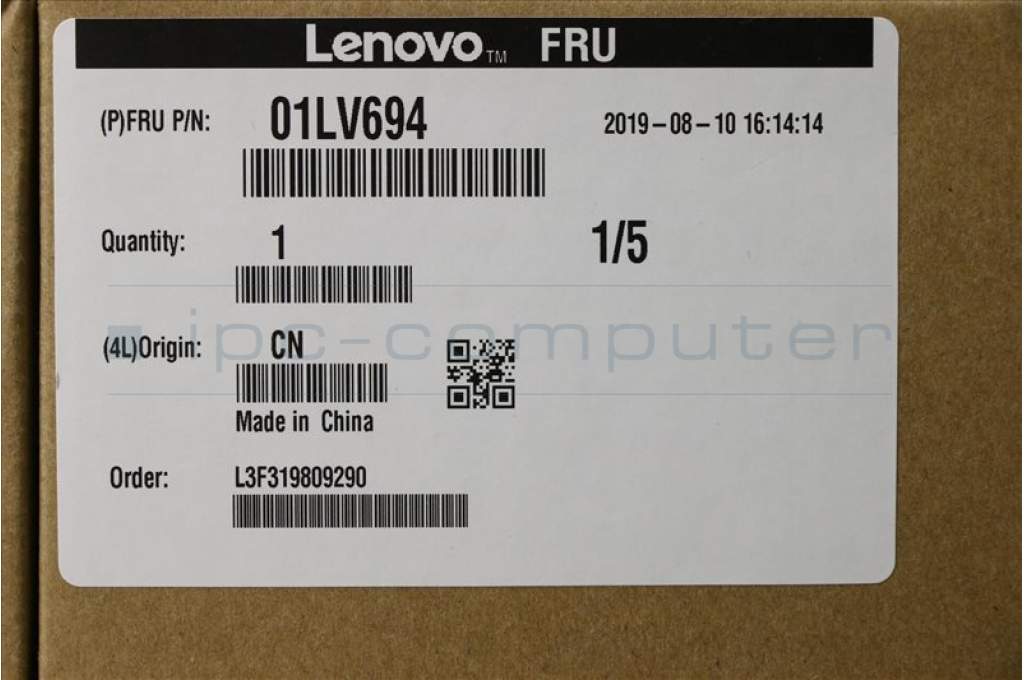 Lenovo™ FRU
(P)FRU P/N: 01LV694 2019-08-10 16:14:14
Quantity: 1 1/5
ipc-computer
(4L)Origin: CN
Made in China
Order: L3F319809290